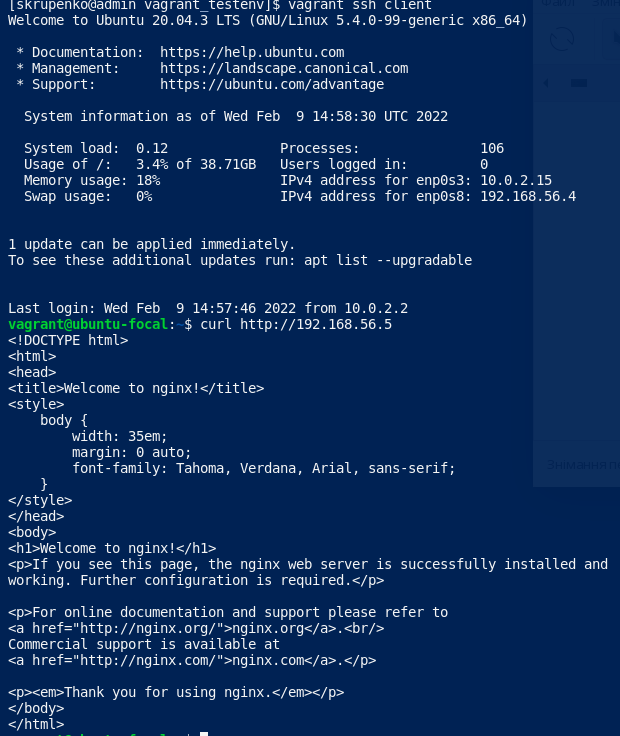 [skrupenko@admin vagrant_testenv]$ vagrant ssh client
Welcome to Ubuntu 20.04.3 LTS (GNU/Linux 5.4.0-99-generic x86_64)

 * Documentation:  https://help.ubuntu.com
 * Management:     https://landscape.canonical.com
 * Support:        https://ubuntu.com/advantage

  System information as of Wed Feb  9 14:58:30 UTC 2022

  System load:  0.12              Processes:               106
  Usage of /:   3.4% of 38.71GB   Users logged in:         0
  Memory usage: 18%               IPv4 address for enp0s3: 10.0.2.15
  Swap usage:   0%                IPv4 address for enp0s8: 192.168.56.4

1 update can be applied immediately.
To see these additional updates run: apt list --upgradable

Last login: Wed Feb  9 14:57:46 2022 from 10.0.2.2
vagrant@ubuntu-focal:~$ curl http://192.168.56.5
<!DOCTYPE html>
<html>
<head>
<title>Welcome to nginx!</title>
<style>
    body {
        width: 35em;
        margin: 0 auto;
        font-family: Tahoma, Verdana, Arial, sans-serif;
    }
</style>
</head>
<body>
<h1>Welcome to nginx!</h1>
<p>If you see this page, the nginx web server is successfully installed and
working. Further configuration is required.</p>

<p>For online documentation and support please refer to
<a href="http://nginx.org/">nginx.org</a>.<br/>
Commercial support is available at
<a href="http://nginx.com/">nginx.com</a>.</p>

<p><em>Thank you for using nginx.</em></p>
</body>
</html>